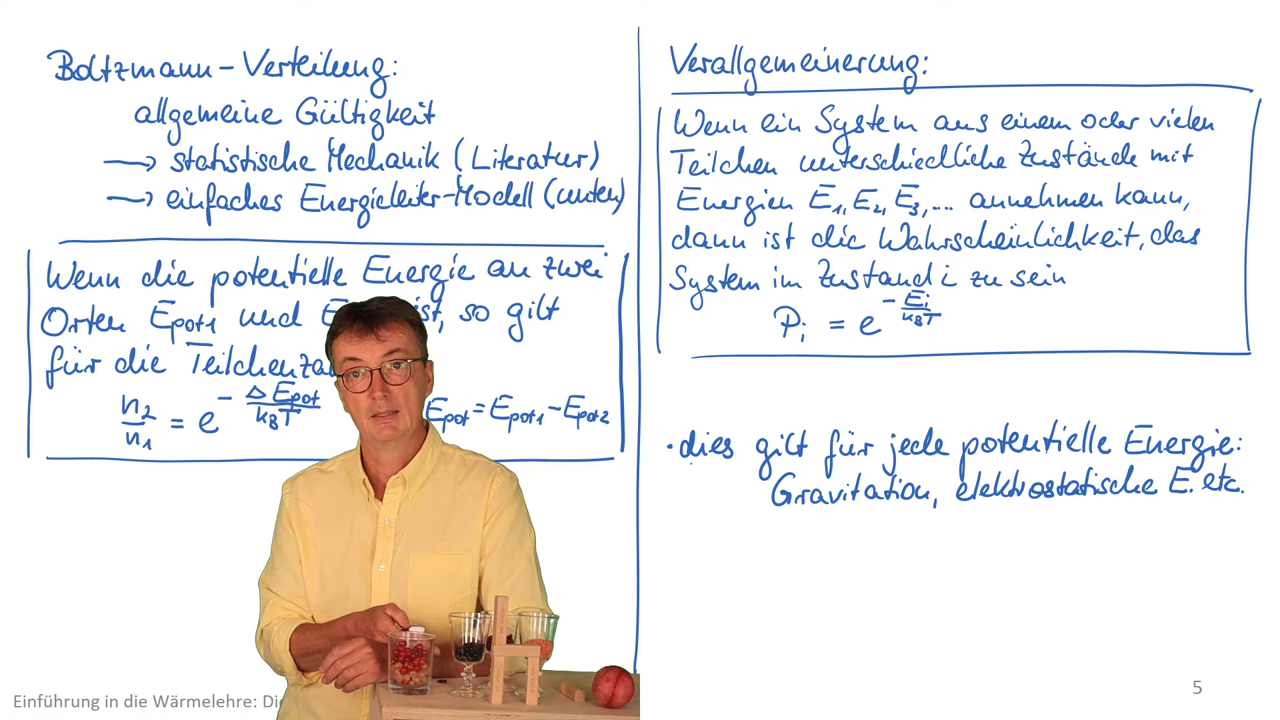 Boltzmann-Verteilung:
allgemeine Gültigkeit
→ statistische Mechanik (Literatur)
→ einfaches Energieleiter-Modell (unten)
Wenn die potentielle Energie an zwei
Orten Epot1 und E ist, so gilt
für die Teilchenza
n2/n1 = e^(-ΔEpot/kBT)
Epot = Epot1 - Epot2
Verallgemeinerung:
Wenn ein System aus einem oder vielen
Teilchen unterschiedliche Zustände mit
Energien E1, E2, E3, ... annehmen kann,
dann ist die Wahrscheinlichkeit, das
System im Zustand i zu sein
Pi = e^(-Ei/kBT)
• dies gilt für jede potentielle Energie:
Gravitation, elektrostatische E. etc.
Einführung in die Wärmelehre: Di
5